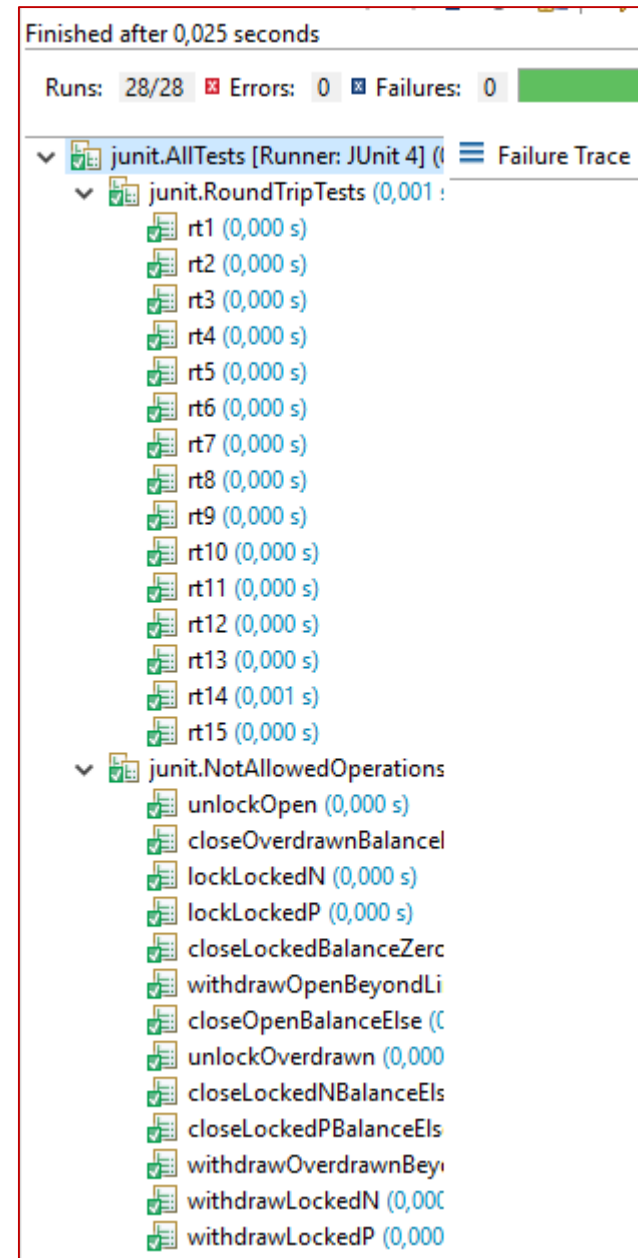 Finished after 0,025 seconds
Runs: 28/28 Errors: 0 Failures: 0
junit.AllTests [Runner: JUnit 4] (
Failure Trace
junit.RoundTripTests (0,001
rt1 (0,000 s)
rt2 (0,000 s)
rt3 (0,000 s)
rt4 (0,000 s)
rt5 (0,000 s)
rt6 (0,000 s)
rt7 (0,000 s)
rt8 (0,000 s)
rt9 (0,000 s)
rt10 (0,000 s)
rt11 (0,000 s)
rt12 (0,000 s)
rt13 (0,000 s)
rt14 (0,001 s)
rt15 (0,000 s)
junit.NotAllowedOperations
unlockOpen (0,000 s)
closeOverdrawnBalance
lockLockedN (0,000 s)
lockLockedP (0,000 s)
closeLockedBalanceZero
withdrawOpenBeyondLi
closeOpenBalanceElse (
unlockOverdrawn (0,000
closeLockedNBalanceEls
closeLockedPBalanceEls
withdrawOverdrawnBey
withdrawLockedN (0,000
withdrawLockedP (0,000